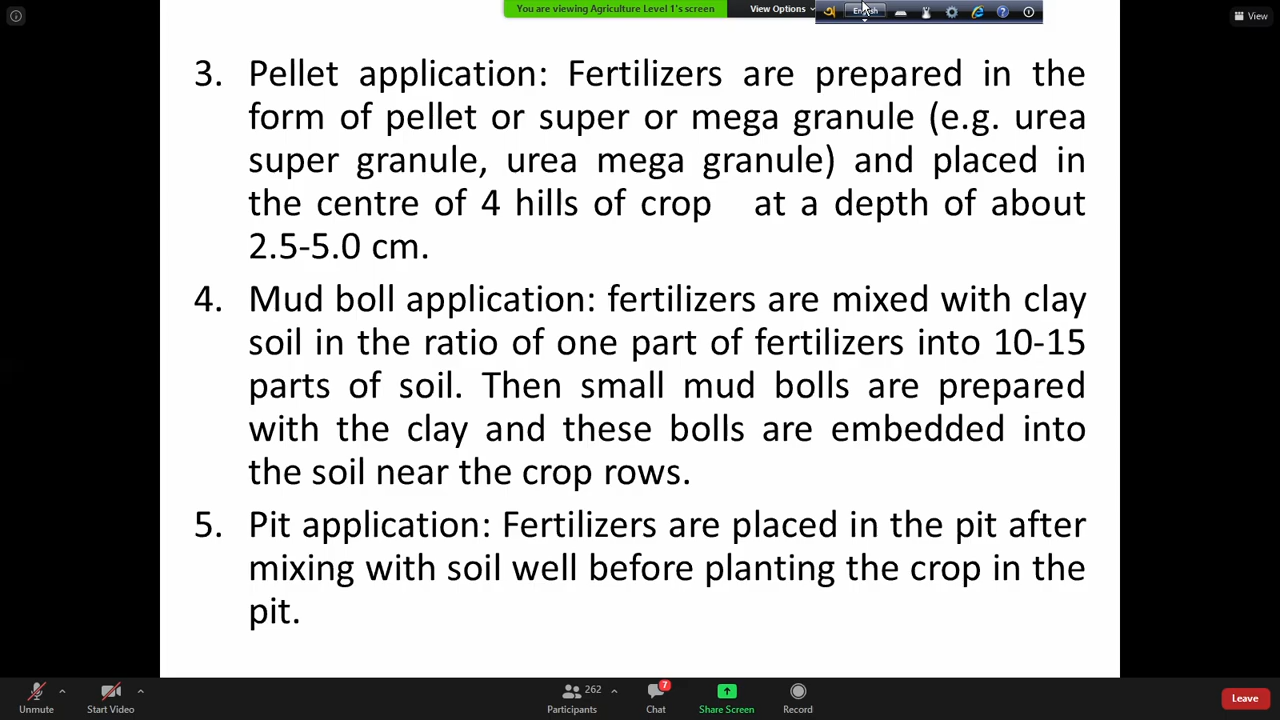 You are viewing Agriculture Level 1's screen
View Options
English
View
3. Pellet application: Fertilizers are prepared in the
form of pellet or super or mega granule (e.g. urea
super granule, urea mega granule) and placed in
the centre of 4 hills of crop at a depth of about
2.5-5.0 cm.
4. Mud boll application: fertilizers are mixed with clay
soil in the ratio of one part of fertilizers into 10-15
parts of soil. Then small mud bolls are prepared
with the clay and these bolls are embedded into
the soil near the crop rows.
5. Pit application: Fertilizers are placed in the pit after
mixing with soil well before planting the crop in the
pit.
Unmute
Start Video
262
Participants
7
Chat
Share Screen
Record
Leave